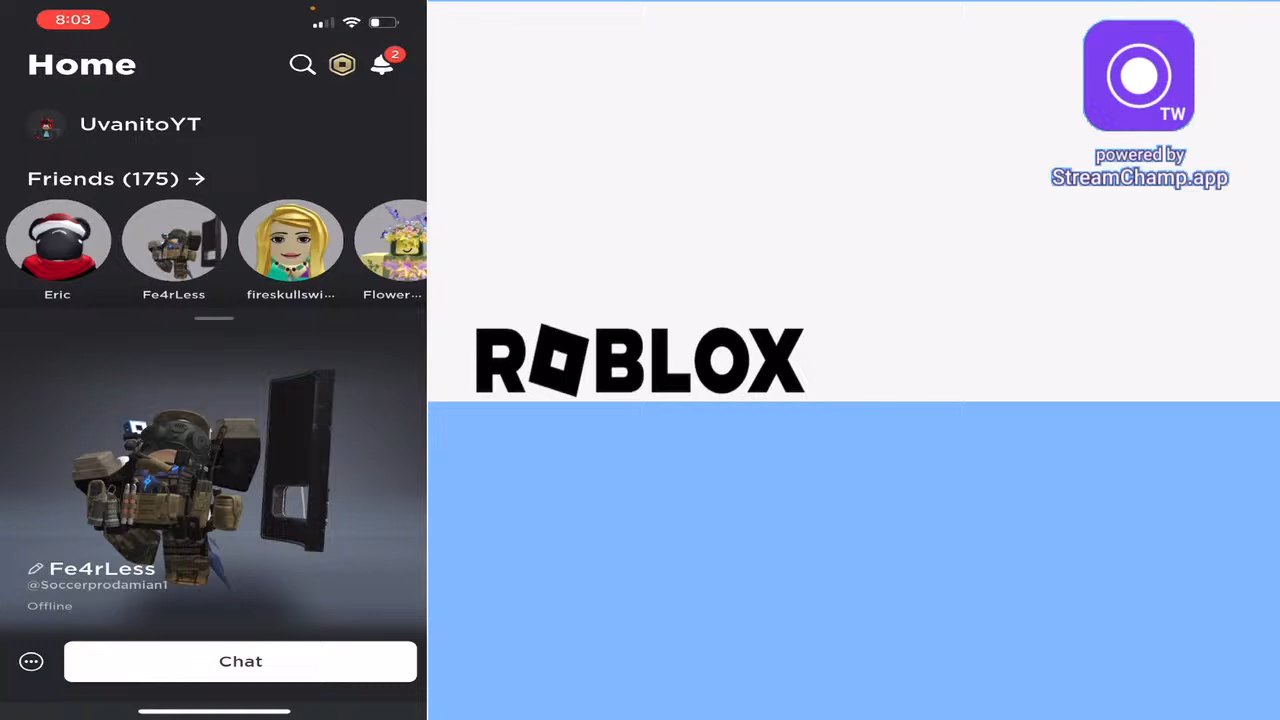 8:03
Home
2
UvanitoYT
Friends (175) →
Eric
Fe4rLess
fireskullswi...
Flower...
Fe4rLess
@Soccerprodamian1
Offline
Chat
ROBLOX
TW
powered by
StreamChamp.app